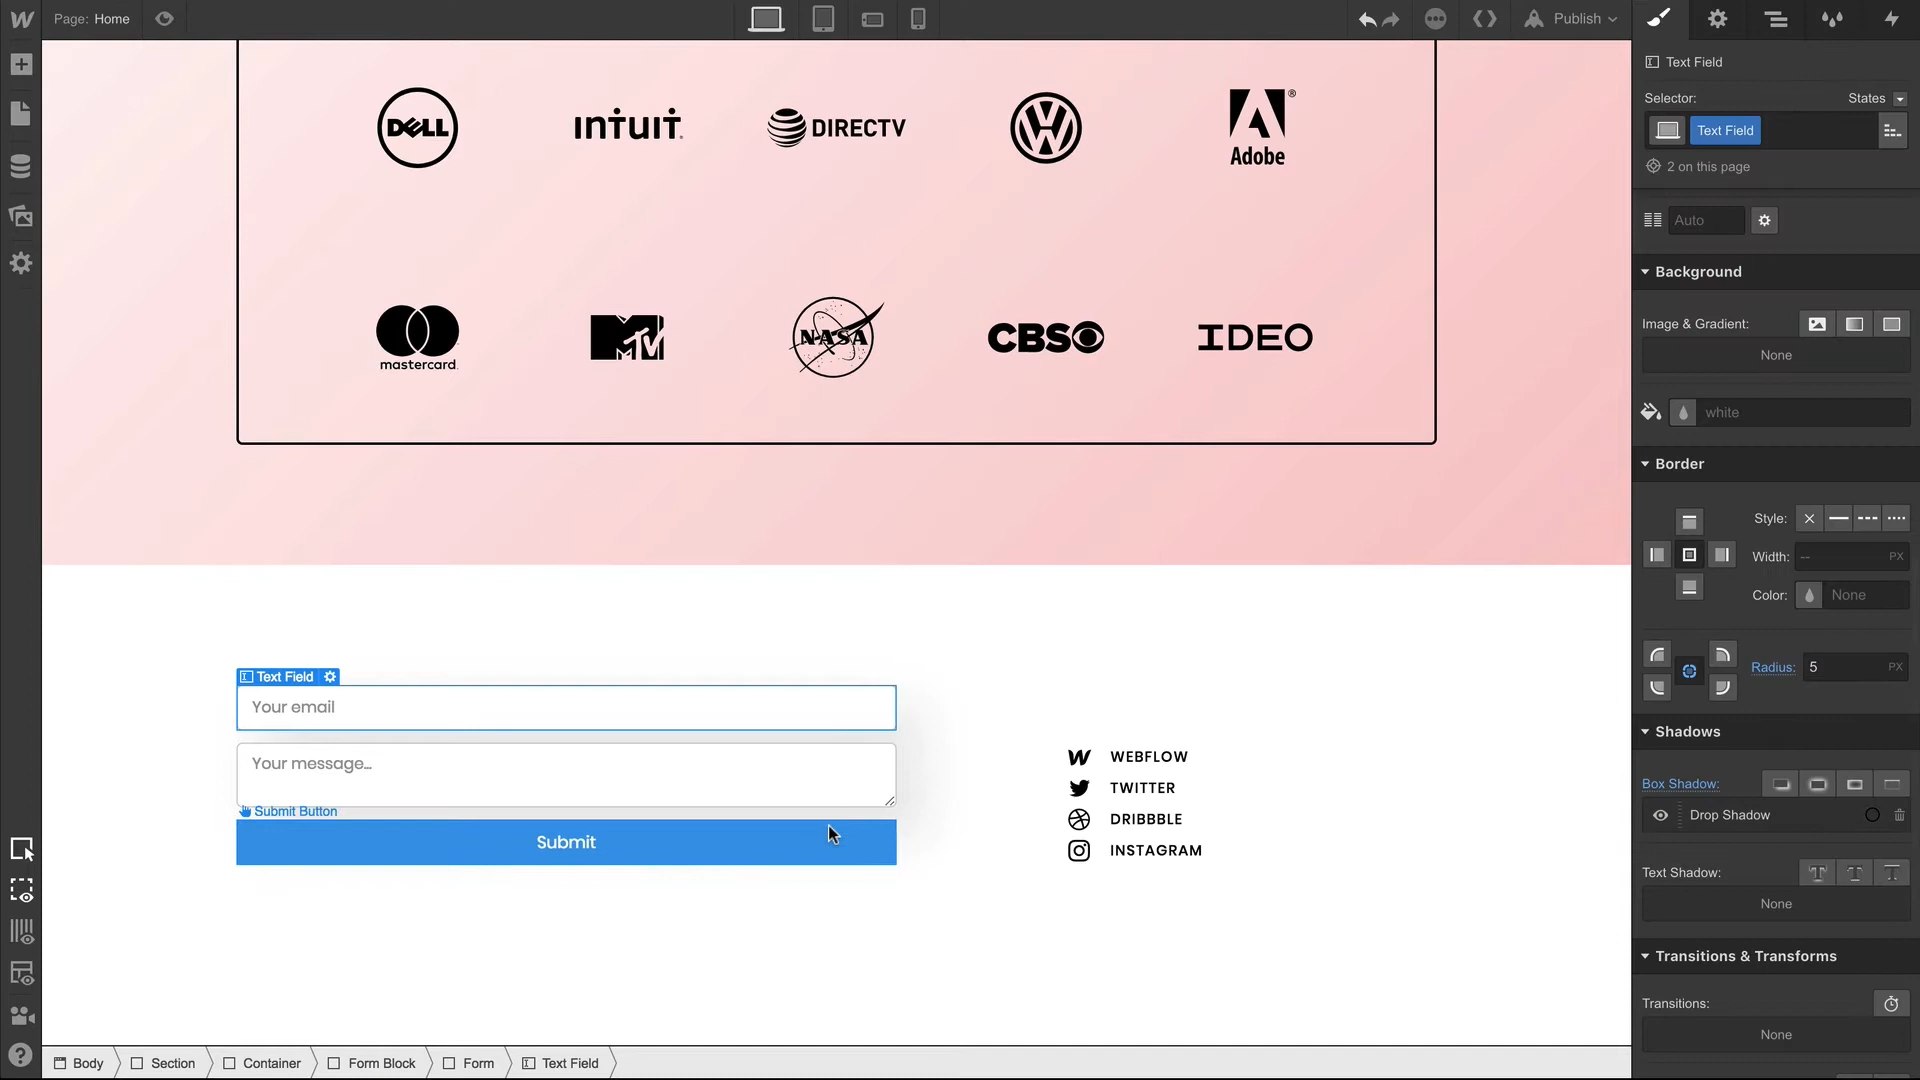 Page: Home
Publish
Text Field
Selector:
States
Text Field
2 on this page
Auto
Background
Image & Gradient:
None
white
Border
Style:
Width:
--
PX
Color:
None
Radius:
5
PX
Shadows
Box Shadow:
Drop Shadow
Text Shadow:
None
Transitions & Transforms
Transitions:
None
DELL
intuit.
DIRECTV
VW
Adobe
®
mastercard.
MTV
NASA
CBS
IDEO
Text Field
Your email
Your message...
Submit Button
Submit
WEBFLOW
TWITTER
DRIBBBLE
INSTAGRAM
Body
Section
Container
Form Block
Form
Text Field